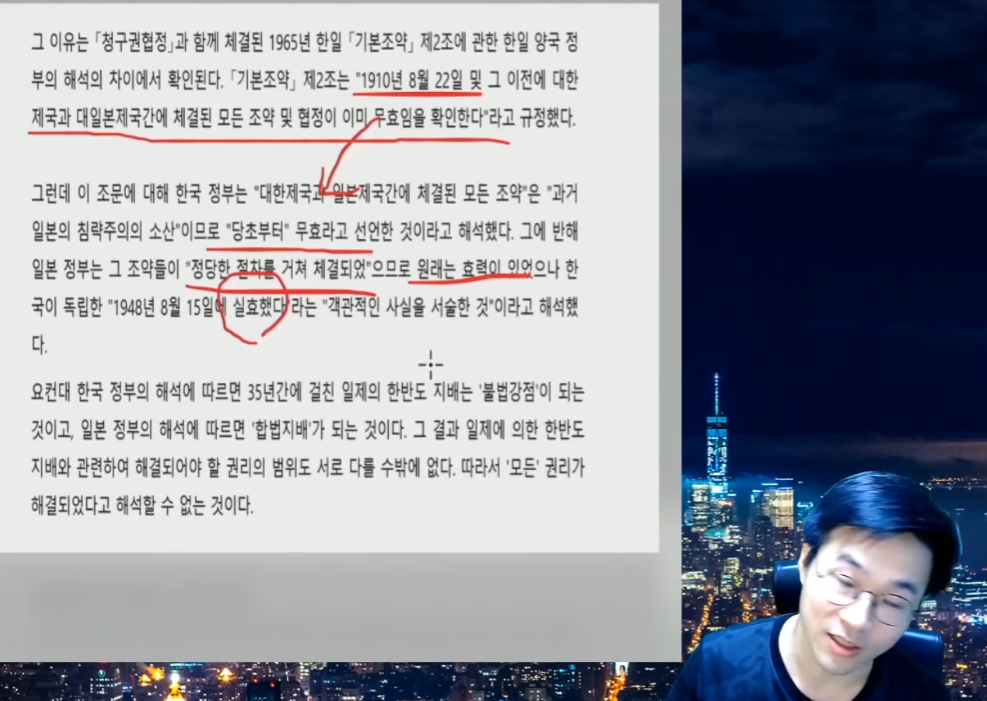 그 이유는 「청구권협정」과 함께 체결된 1965년 한일 「기본조약」 제2조에 관한 한일 양국 정
부의 해석의 차이에서 확인된다. 「기본조약」 제2조는 "1910년 8월 22일 및 그 이전에 대한
제국과 대일본제국간에 체결된 모든 조약 및 협정이 이미 무효임을 확인한다"라고 규정했다.
그런데 이 조문에 대해 한국 정부는 "대한제국과 일본제국간에 체결된 모든 조약"은 "과거
일본의 침략주의의 소산"이므로 "당초부터" 무효라고 선언한 것이라고 해석했다. 그에 반해
일본 정부는 그 조약들이 "정당한 절차를 거쳐 체결되었"으므로 원래는 효력이 있었으나 한
국이 독립한 "1948년 8월 15일에 실효했다 라는 "객관적인 사실을 서술한 것"이라고 해석했
다.
요컨대 한국 정부의 해석에 따르면 35년간에 걸친 일제의 한반도 지배는 '불법강점'이 되는
것이고, 일본 정부의 해석에 따르면 '합법지배'가 되는 것이다. 그 결과 일제에 의한 한반도
지배와 관련하여 해결되어야 할 권리의 범위도 서로 다를 수밖에 없다. 따라서 '모든' 권리가
해결되었다고 해석할 수 없는 것이다.